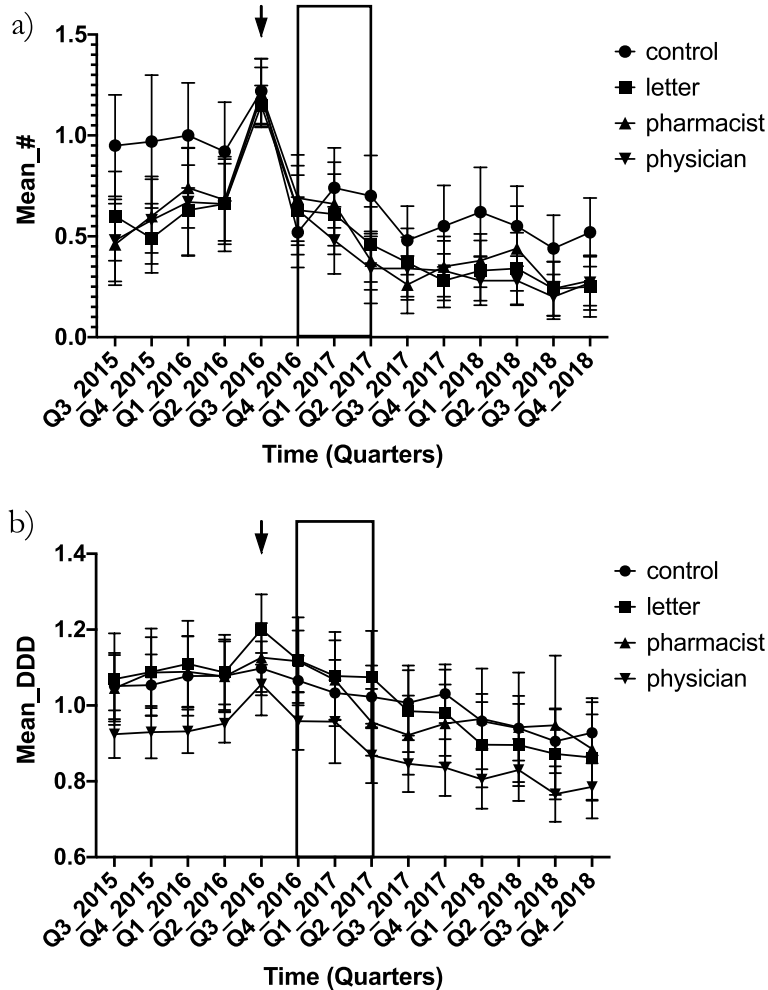 a)
1.5
1.0
0.5
0.0
Mean_#
control
letter
pharmacist
physician
Q3_2015
Q4_2015
Q1_2016
Q2_2016
Q3_2016
Q4_2016
Q1_2017
Q2_2017
Q3_2017
Q4_2017
Q1_2018
Q2_2018
Q3_2018
Q4_2018
Time (Quarters)
b)
1.4
1.2
1.0
0.8
0.6
Mean_DDD
control
letter
pharmacist
physician
Q3_2015
Q4_2015
Q1_2016
Q2_2016
Q3_2016
Q4_2016
Q1_2017
Q2_2017
Q3_2017
Q4_2017
Q1_2018
Q2_2018
Q3_2018
Q4_2018
Time (Quarters)